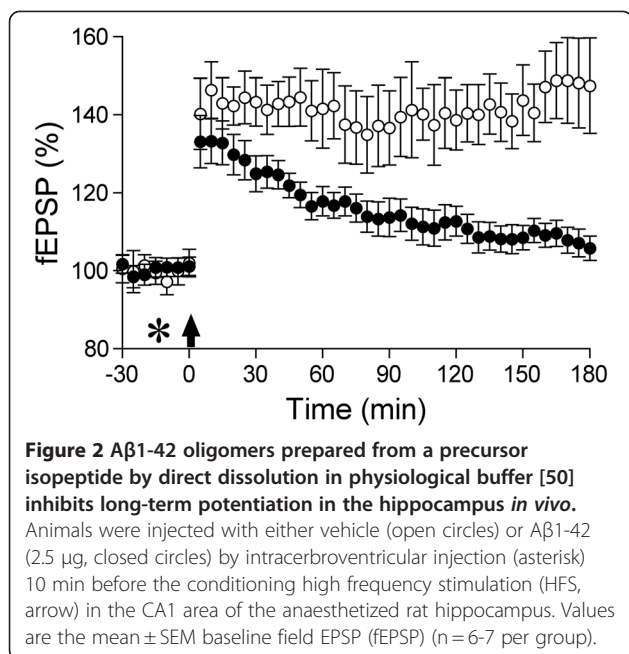 160
140
120
100
80
fEPSP (%)
*
-30 0 30 60 90 120 150 180
Time (min)
Figure 2 Aβ1-42 oligomers prepared from a precursor
isopeptide by direct dissolution in physiological buffer [50]
inhibits long-term potentiation in the hippocampus in vivo.
Animals were injected with either vehicle (open circles) or Aβ1-42
(2.5 μg, closed circles) by intracerbroventricular injection (asterisk)
10 min before the conditioning high frequency stimulation (HFS,
arrow) in the CA1 area of the anaesthetized rat hippocampus. Values
are the mean ± SEM baseline field EPSP (fEPSP) (n = 6-7 per group).